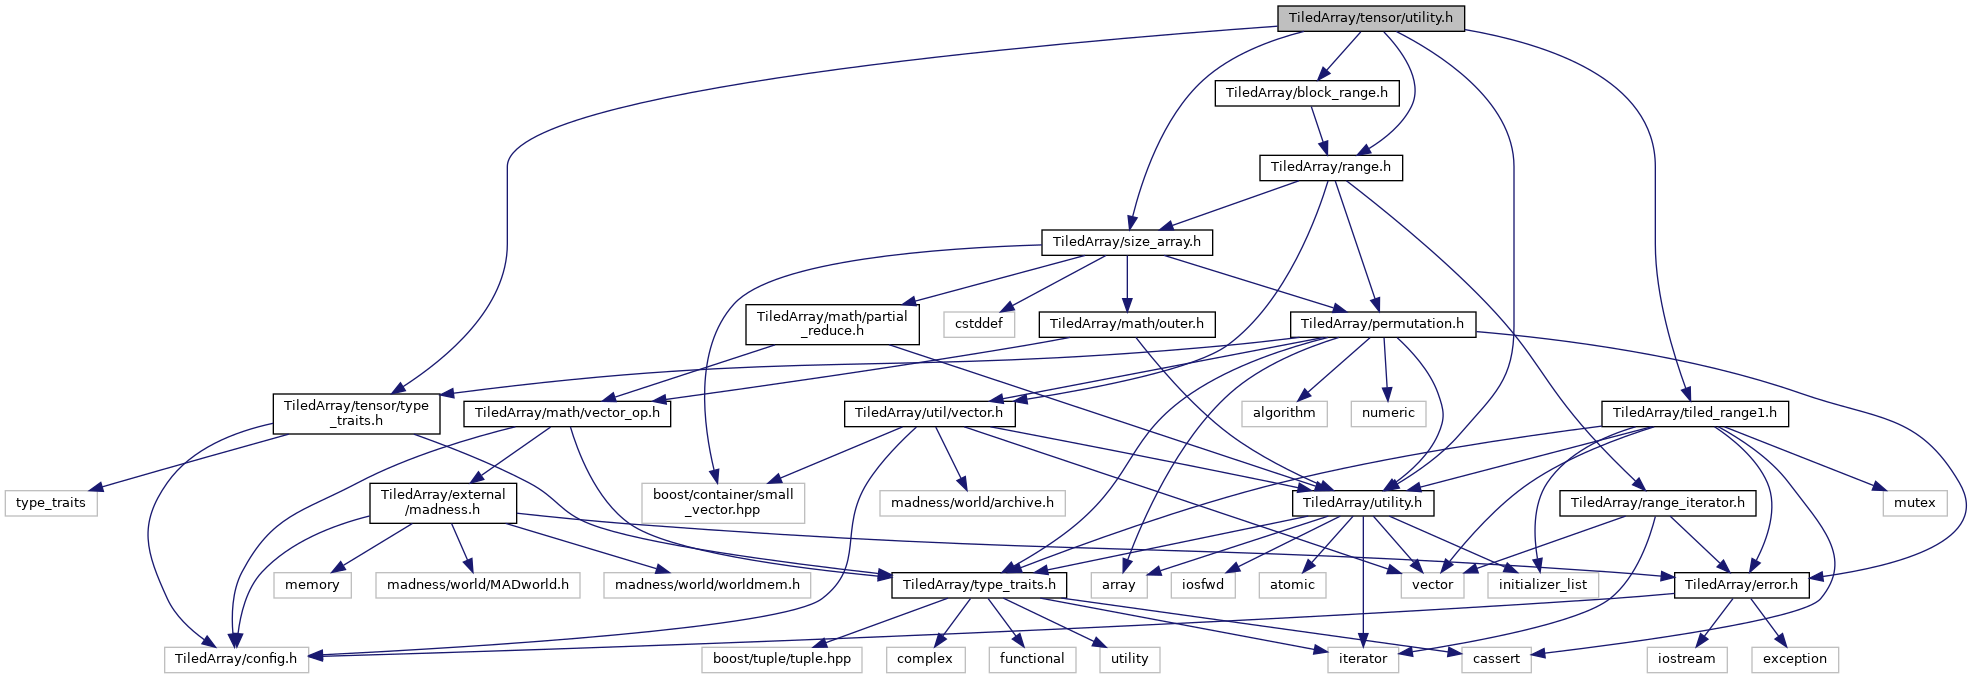 TiledArray/tensor/utility.h
TiledArray/block_range.h
TiledArray/range.h
TiledArray/size_array.h
TiledArray/math/partial
_reduce.h
cstddef
TiledArray/math/outer.h
TiledArray/permutation.h
TiledArray/tensor/type
_traits.h
TiledArray/math/vector_op.h
TiledArray/util/vector.h
algorithm
numeric
TiledArray/tiled_range1.h
type_traits
TiledArray/external
/madness.h
boost/container/small
_vector.hpp
madness/world/archive.h
TiledArray/utility.h
TiledArray/range_iterator.h
mutex
memory
madness/world/MADworld.h
madness/world/worldmem.h
TiledArray/type_traits.h
array
iosfwd
atomic
vector
initializer_list
TiledArray/error.h
TiledArray/config.h
boost/tuple/tuple.hpp
complex
functional
utility
iterator
cassert
iostream
exception